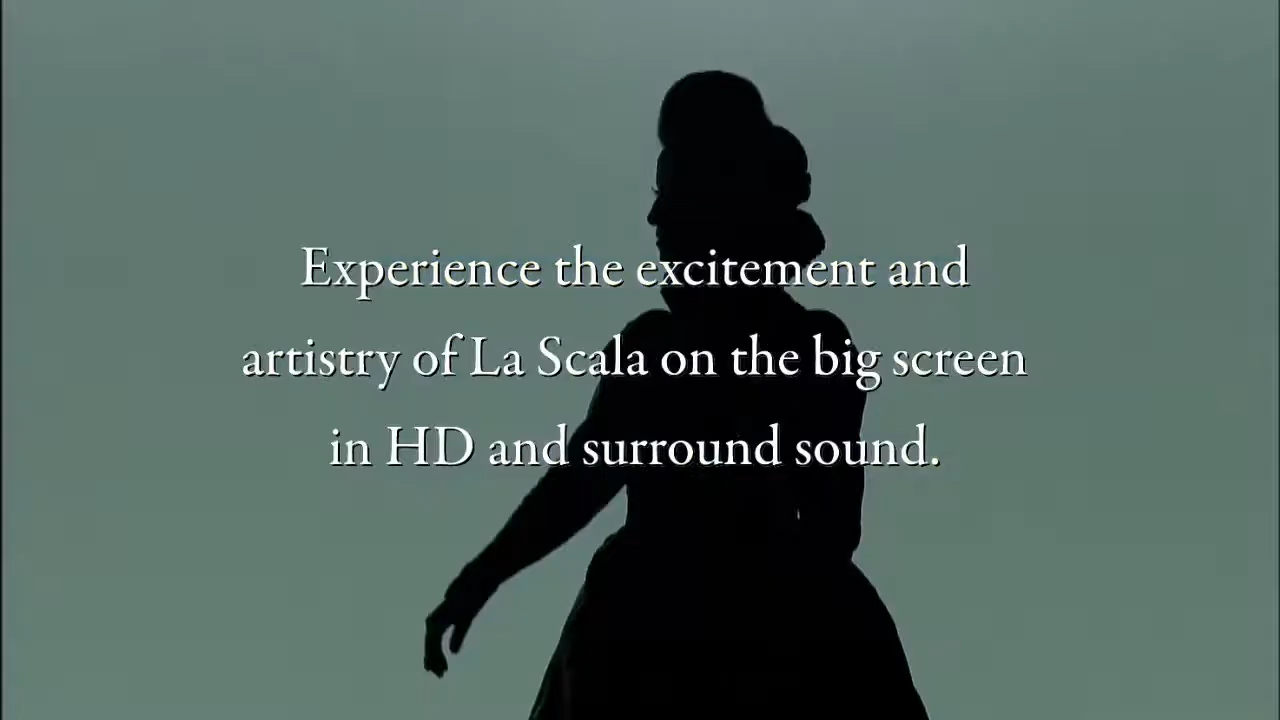 Experience the excitement and
artistry of La Scala on the big screen
in HD and surround sound.